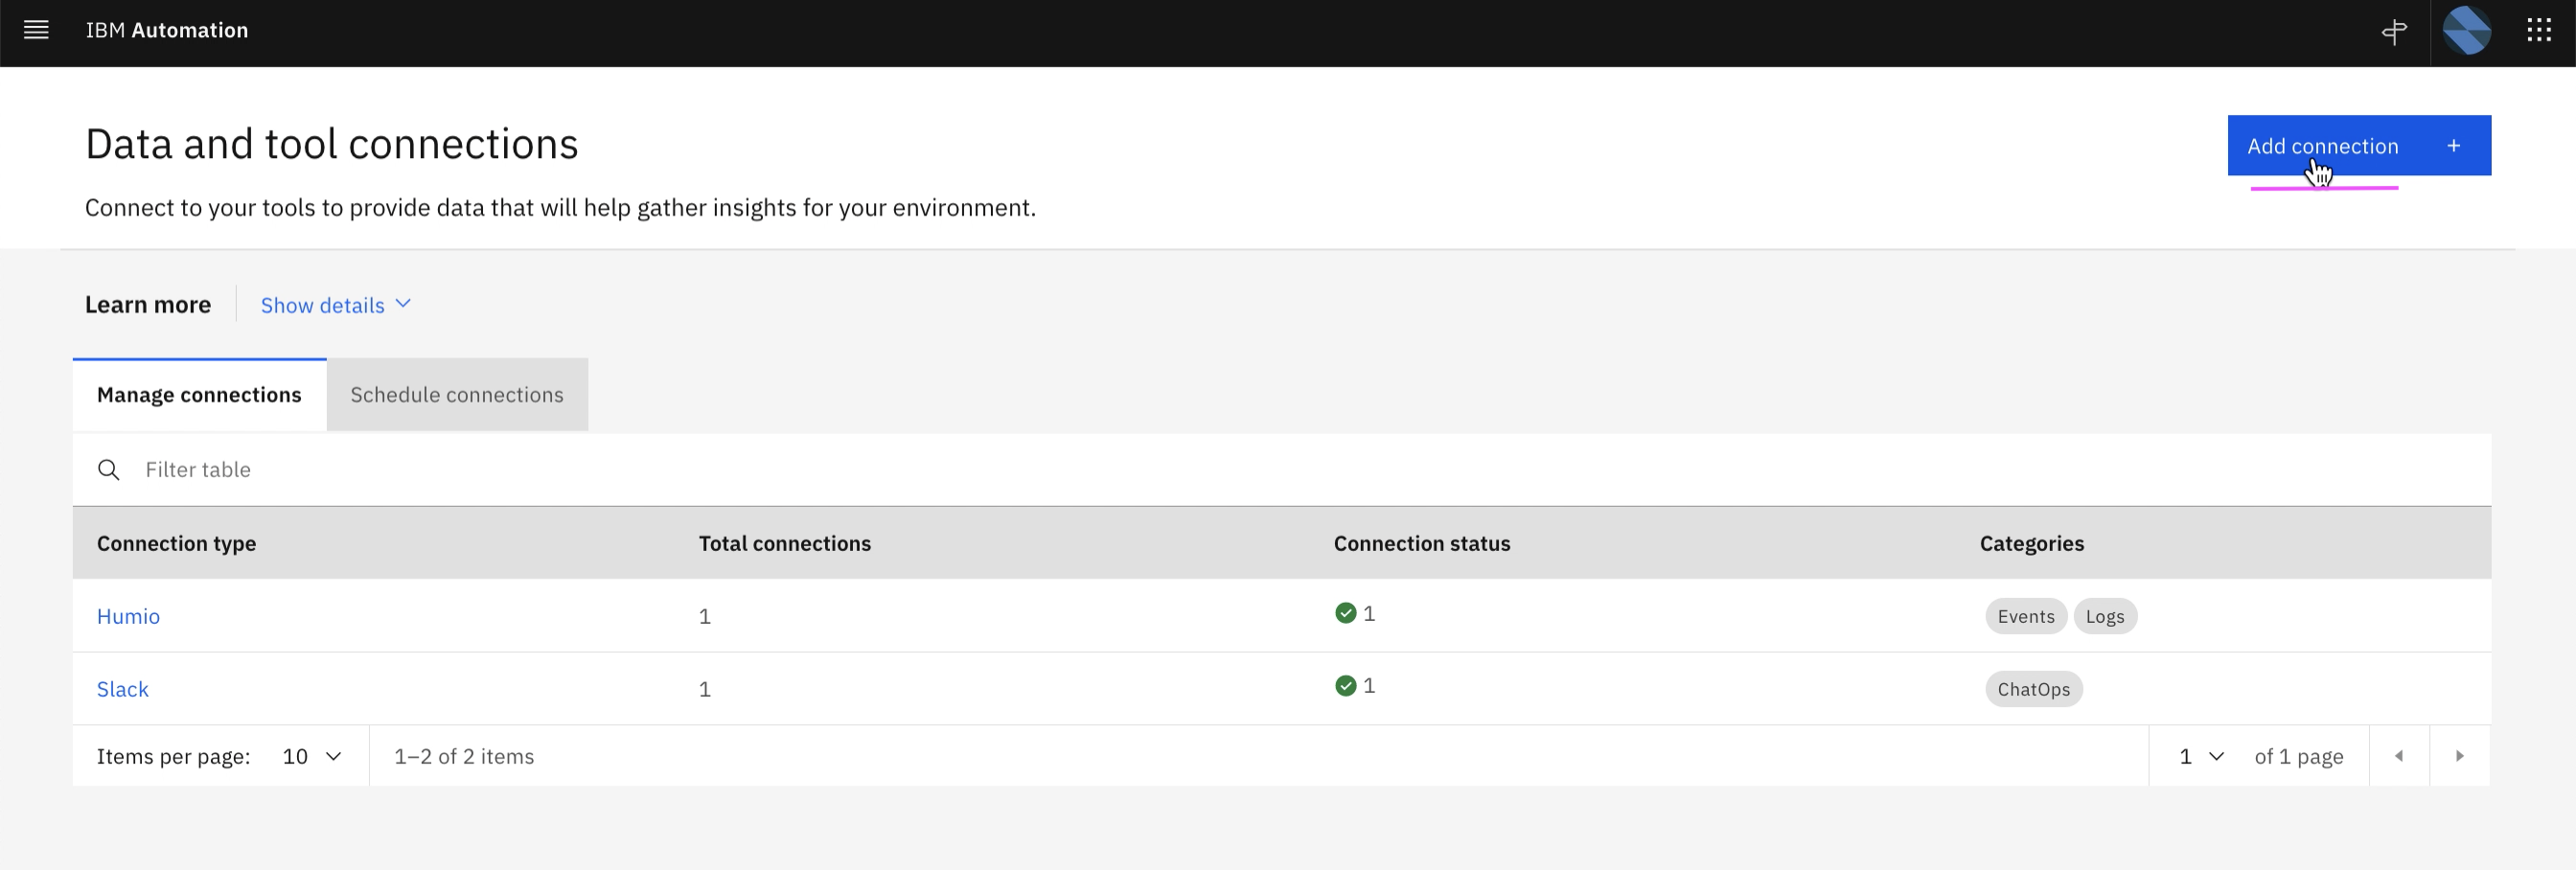 IBM Automation
Data and tool connections
Add connection +
Connect to your tools to provide data that will help gather insights for your environment.
Learn more
Show details
Manage connections
Schedule connections
Filter table
Connection type Total connections Connection status Categories
Humio 1 1 Events Logs
Slack 1 1 ChatOps
Items per page: 10 1–2 of 2 items 1 of 1 page